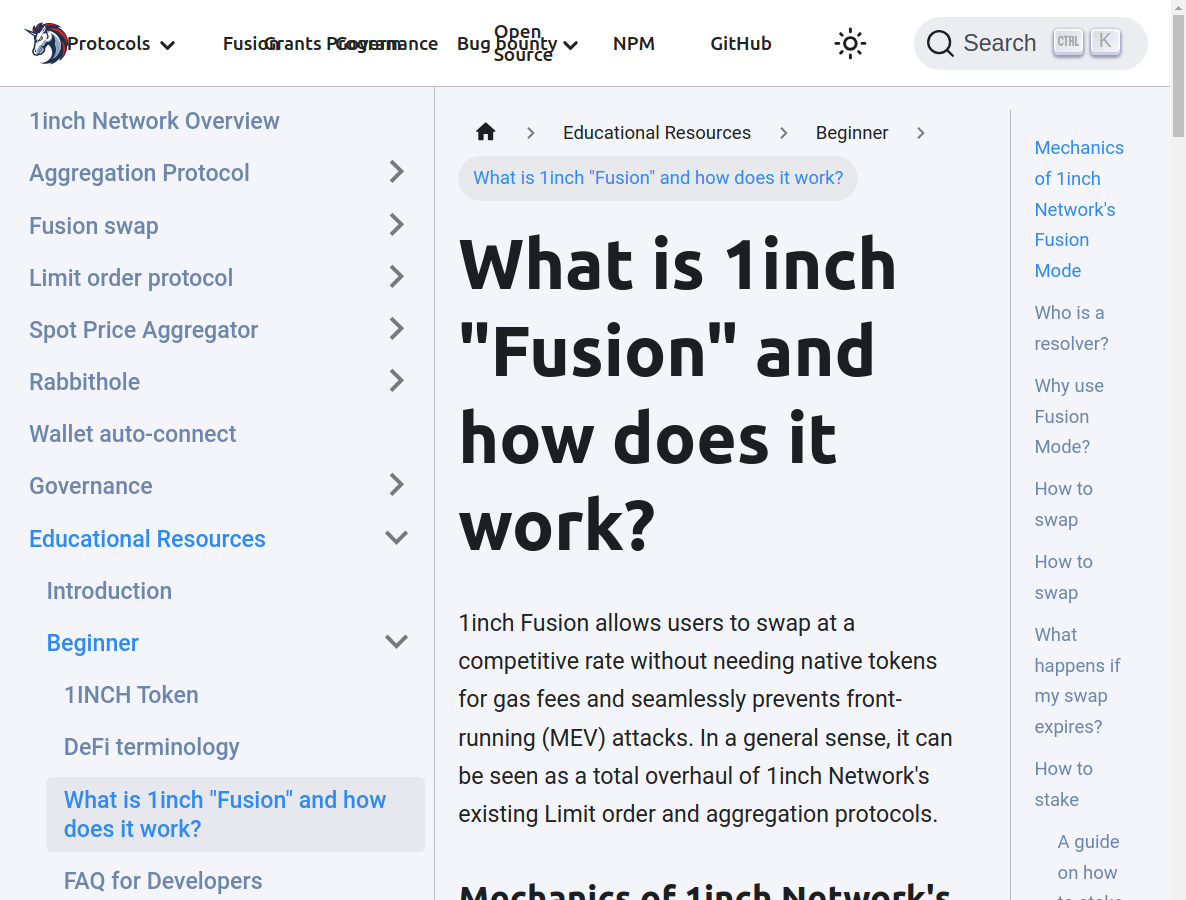 Protocols
Fusion
Grants Program
Governance
Bug bounty
Open
Source
NPM
GitHub
Search
CTRL
K
1inch Network Overview
Aggregation Protocol
Fusion swap
Limit order protocol
Spot Price Aggregator
Rabbithole
Wallet auto-connect
Governance
Educational Resources
Introduction
Beginner
1INCH Token
DeFi terminology
What is 1inch "Fusion" and how
does it work?
FAQ for Developers
Educational Resources
Beginner
What is 1inch "Fusion" and how does it work?
What is 1inch
"Fusion" and
how does it
work?
1inch Fusion allows users to swap at a
competitive rate without needing native tokens
for gas fees and seamlessly prevents front-
running (MEV) attacks. In a general sense, it can
be seen as a total overhaul of 1inch Network's
existing Limit order and aggregation protocols.
Mechanics of 1inch Network's
Mechanics
of 1inch
Network's
Fusion
Mode
Who is a
resolver?
Why use
Fusion
Mode?
How to
swap
How to
swap
What
happens if
my swap
expires?
How to
stake
A guide
on how
to stake